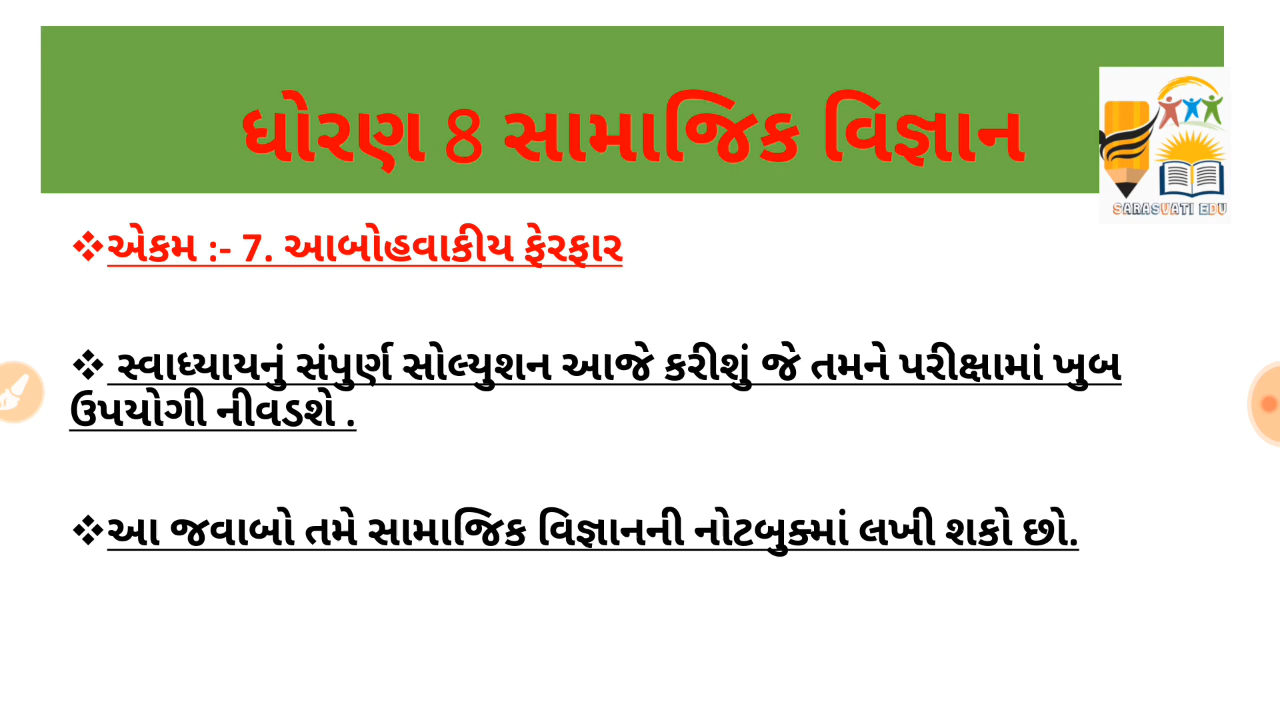 ધોરણ 8 સામાજિક વિજ્ઞાન
SARASVATI EDU
❖એકમ :- 7. આબોહવાકીય ફેરફાર
❖ સ્વાધ્યાયનું સંપુર્ણ સોલ્યુશન આજે કરીશું જે તમને પરીક્ષામાં ખુબ
ઉપયોગી નીવડશે .
❖આ જવાબો તમે સામાજિક વિજ્ઞાનની નોટબુક્માં લખી શકો છો.